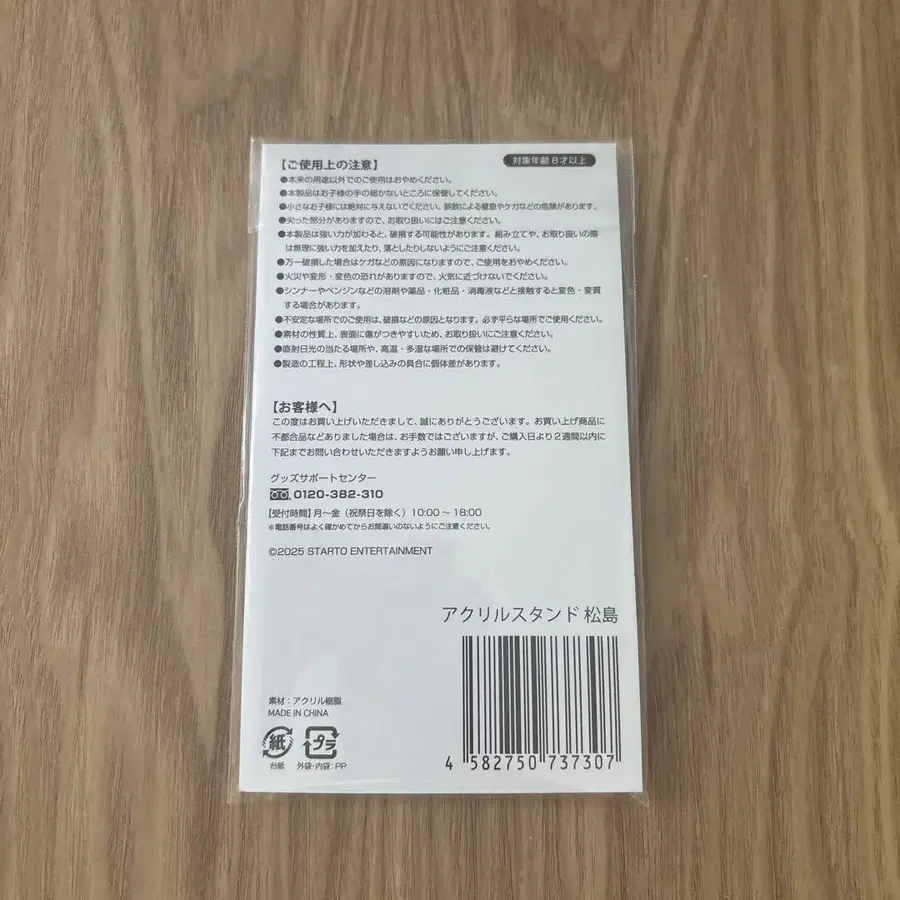 【ご使用上の注意】
対象年齢8才以上
●本来の用途以外でのご使用はおやめください。
●本製品はお子様の手の届かないところに保管してください。
●小さなお子様には絶対に与えないでください。誤飲による窒息やケガなどの危険があります。
●尖った部分がありますので、お取り扱いにはご注意ください。
●本製品は強い力が加わると、破損する可能性があります。組み立てや、お取り扱いの際
は無理に強い力を加えたり、落としたりしないようにご注意ください。
●万一破損した場合はケガなどの原因になりますので、ご使用をおやめください。
●火災や変形・変色の恐れがありますので、火気に近づけないでください。
●シンナーやベンジンなどの溶剤や薬品・化粧品・消毒液などと接触すると変色・変質
する場合があります。
●不安定な場所でのご使用は、破損などの原因となります。必ず平らな場所でご使用ください。
●素材の性質上、表面に傷がつきやすいため、お取り扱いにご注意ください。
●直射日光の当たる場所や、高温・多湿な場所での保管は避けてください。
●製造の工程上、形状や差し込みの具合に個体差があります。
【お客様へ】
この度はお買い上げいただきまして、誠にありがとうございます。お買い上げ商品に
不都合品などありました場合は、お手数ではございますが、ご購入日より2週間以内に
下記までお問い合わせいただきますようお願い申し上げます。
グッズサポートセンター
0120-382-310
【受付時間】月～金（祝祭日を除く）10:00～18:00
※電話番号はよく確かめてからお間違いのないようにご注意ください。
©2025 STARTO ENTERTAINMENT
アクリルスタンド 松島
素材：アクリル樹脂
MADE IN CHINA
紙
プラ
台紙
外袋・内袋：PP
4 582750 737307